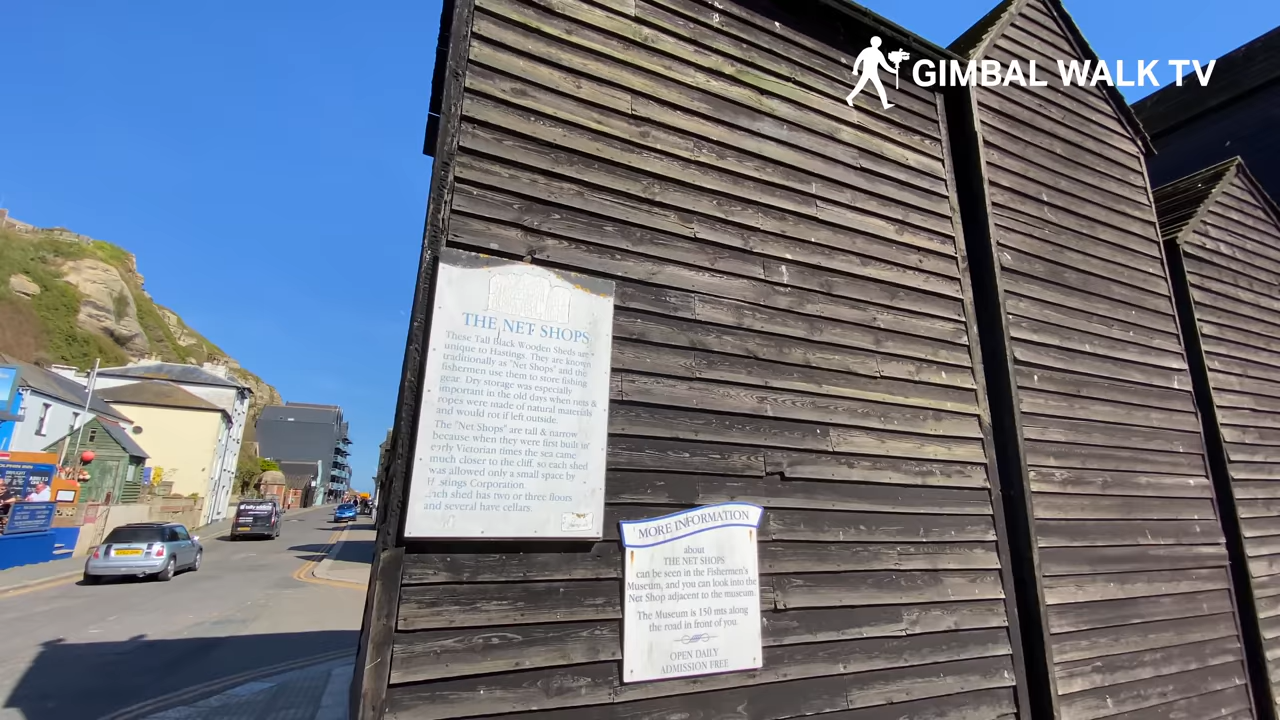 GIMBAL WALK TV
THE NET SHOPS
These Tall Black Wooden Sheds are
unique to Hastings. They are known
traditionally as "Net Shops" and the
fishermen use them to store fishing
gear. Dry storage was especially
important in the old days when nets &
ropes were made of natural materials
and would rot if left outside.
The "Net Shops" are tall & narrow
because when they were first built in
early Victorian times the sea came
much closer to the cliff, so each shed
was allowed only a small space by
H stings Corporation.
ach shed has two or three floors
and several have cellars.
MORE INFORMATION
about
THE NET SHOPS
can be seen in the Fishermen's
Museum, and you can look into the
Net Shop adjacent to the museum.
The Museum is 150 mts along
the road in front of you.
OPEN DAILY
ADMISSION FREE